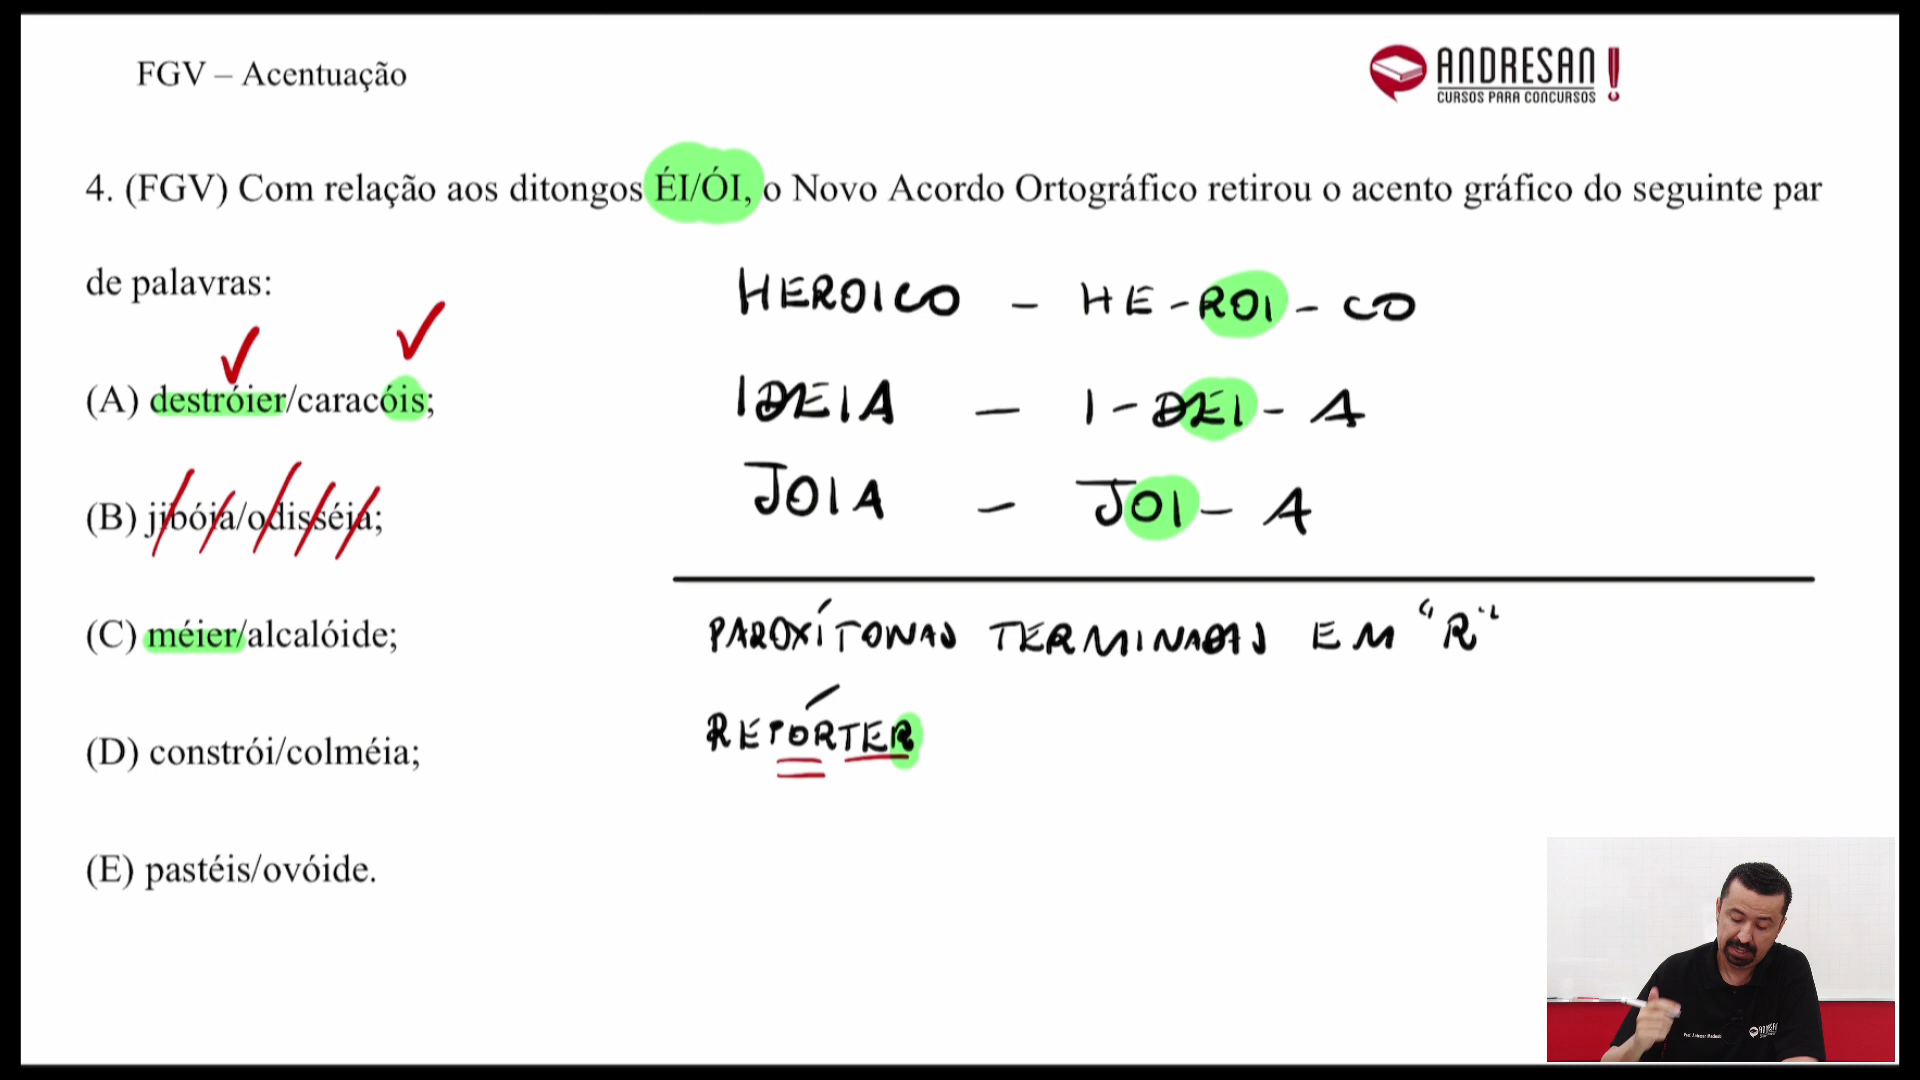 FGV – Acentuação
ANDRESAN!
CURSOS PARA CONCURSOS
4. (FGV) Com relação aos ditongos ÉI/ÓI, o Novo Acordo Ortográfico retirou o acento gráfico do seguinte par
de palavras:
HEROICO – HE-ROI-CO
(A) destróier/caracóis;
IDEIA – I-DEI-A
(B) jibóia/odisséia;
JOIA – JOI-A
(C) méier/alcalóide;
PAROXÍTONAS TERMINADAS EM "R"
(D) constrói/colméia;
REPÓRTER
(E) pastéis/ovóide.